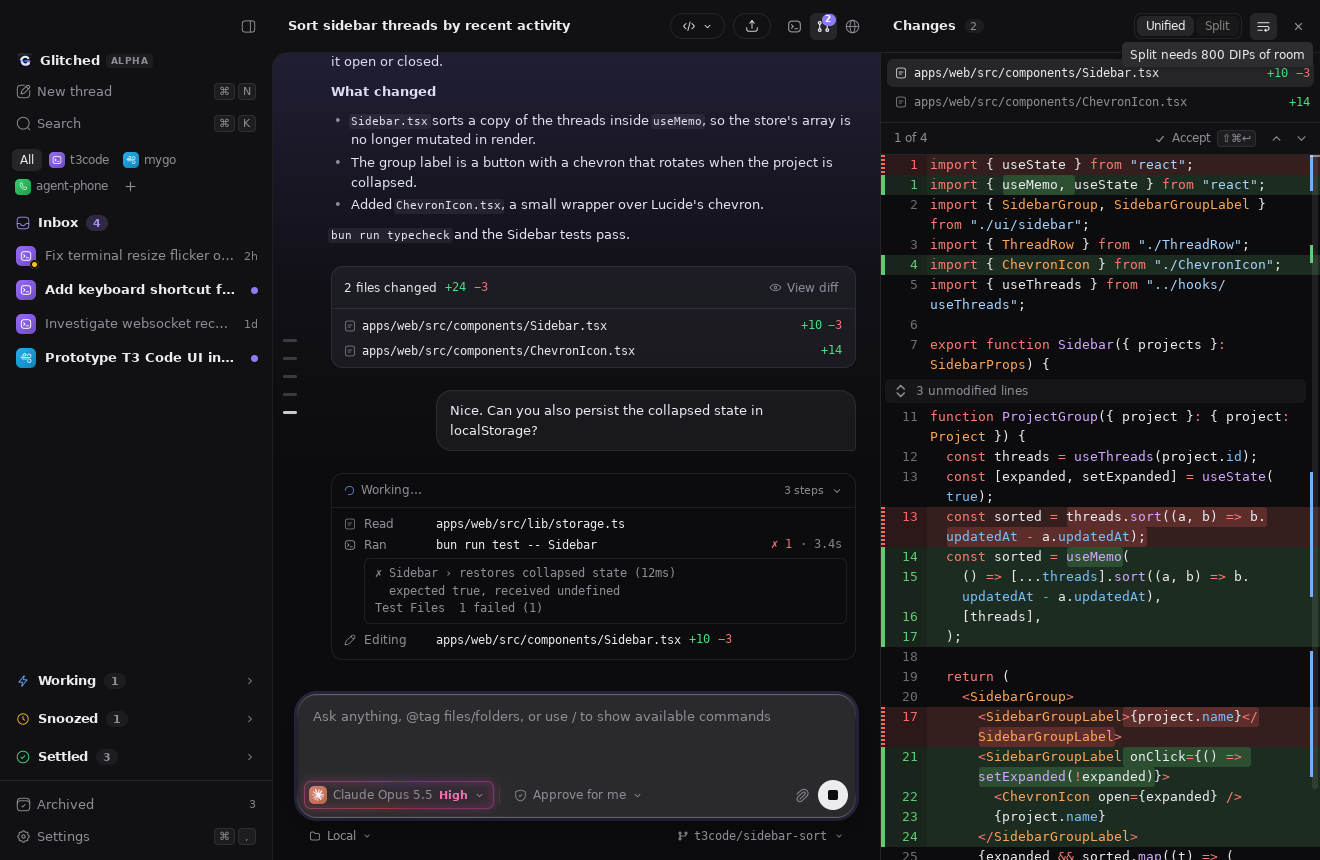 Glitched ALPHA
New thread ⌘ N
Search ⌘ K
All t3code mygo
agent-phone +
Inbox 4
Fix terminal resize flicker o... 2h
Add keyboard shortcut f...
Investigate websocket rec... 1d
Prototype T3 Code UI in...
Working 1
Snoozed 1
Settled 3
Archived 3
Settings ⌘ ,
Sort sidebar threads by recent activity
2
it open or closed.
What changed
• Sidebar.tsx sorts a copy of the threads inside useMemo, so the store's array is
no longer mutated in render.
• The group label is a button with a chevron that rotates when the project is
collapsed.
• Added ChevronIcon.tsx, a small wrapper over Lucide's chevron.
bun run typecheck and the Sidebar tests pass.
2 files changed +24 −3 View diff
apps/web/src/components/Sidebar.tsx +10 −3
apps/web/src/components/ChevronIcon.tsx +14
Nice. Can you also persist the collapsed state in
localStorage?
Working... 3 steps
Read apps/web/src/lib/storage.ts
Ran bun run test -- Sidebar ✗ 1 · 3.4s
✗ Sidebar › restores collapsed state (12ms)
expected true, received undefined
Test Files 1 failed (1)
Editing apps/web/src/components/Sidebar.tsx +10 −3
Ask anything, @tag files/folders, or use / to show available commands
Claude Opus 5.5 High Approve for me
Local t3code/sidebar-sort
Changes 2 Unified Split
Split needs 800 DIPs of room
apps/web/src/components/Sidebar.tsx +10 −3
apps/web/src/components/ChevronIcon.tsx +14
1 of 4 Accept ⇧⌘↩
1 import { useState } from "react";
1 import { useMemo, useState } from "react";
2 import { SidebarGroup, SidebarGroupLabel }
from "./ui/sidebar";
3 import { ThreadRow } from "./ThreadRow";
4 import { ChevronIcon } from "./ChevronIcon";
5 import { useThreads } from "../hooks/
useThreads";
6
7 export function Sidebar({ projects }:
SidebarProps) {
3 unmodified lines
11 function ProjectGroup({ project }: { project:
Project }) {
12 const threads = useThreads(project.id);
13 const [expanded, setExpanded] = useState(
true);
13 const sorted = threads.sort((a, b) => b.
updatedAt - a.updatedAt);
14 const sorted = useMemo(
15 () => [...threads].sort((a, b) => b.
updatedAt - a.updatedAt),
16 [threads],
17 );
18
19 return (
20 <SidebarGroup>
17 <SidebarGroupLabel>{project.name}</
SidebarGroupLabel>
21 <SidebarGroupLabel onClick={() =>
setExpanded(!expanded)}>
22 <ChevronIcon open={expanded} />
23 {project.name}
24 </SidebarGroupLabel>
25 {expanded && sorted.map((t) => (